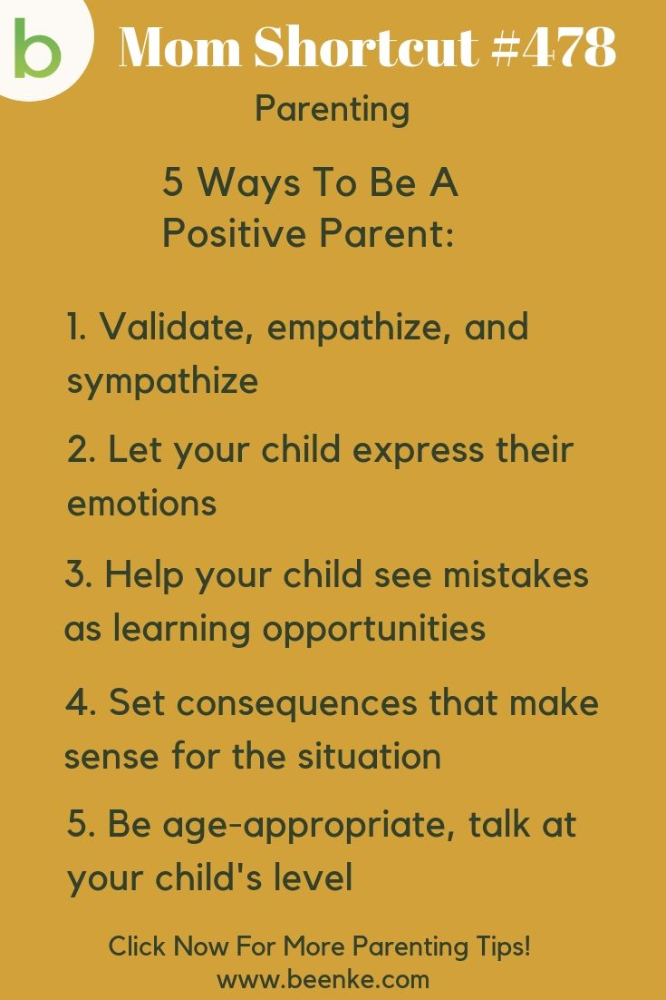 b
Mom Shortcut #478
Parenting
5 Ways To Be A
Positive Parent:
1. Validate, empathize, and
sympathize
2. Let your child express their
emotions
3. Help your child see mistakes
as learning opportunities
4. Set consequences that make
sense for the situation
5. Be age-appropriate, talk at
your child's level
Click Now For More Parenting Tips!
www.beenke.com